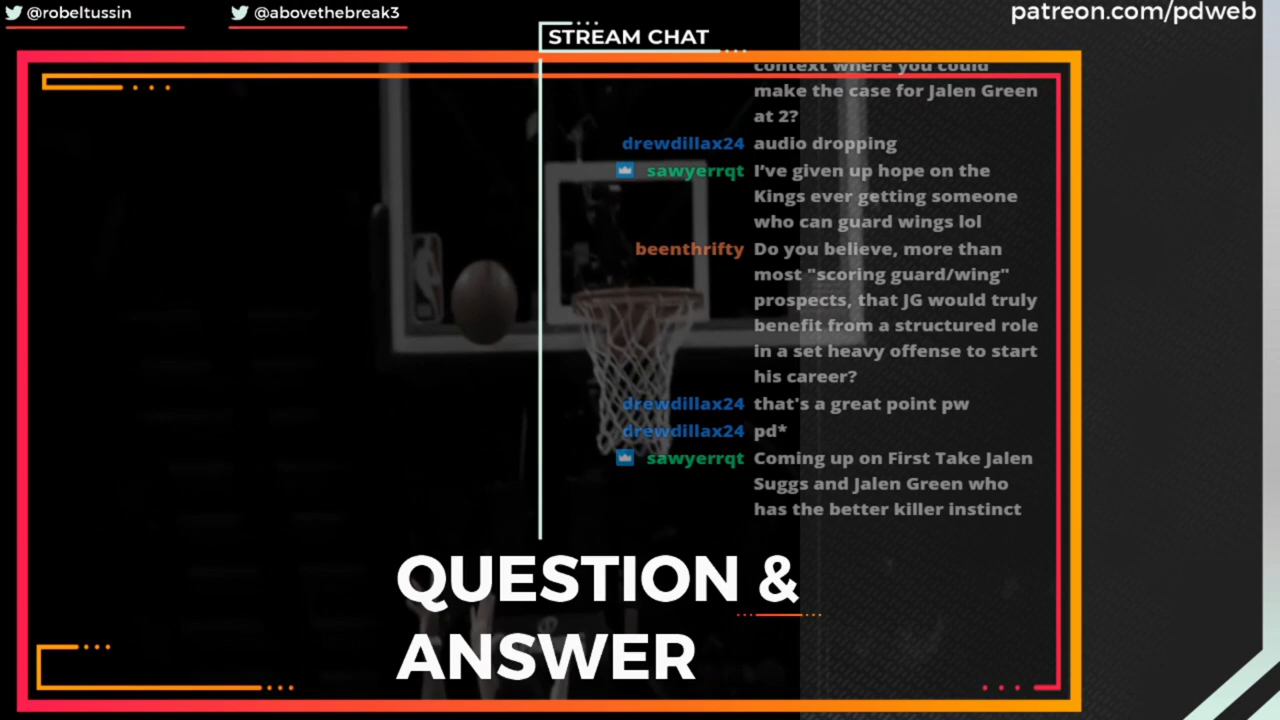 @robeltussin
@abovethebreak3
patreon.com/pdweb
STREAM CHAT
context where you could
make the case for Jalen Green
at 2?
drewdillax24 audio dropping
sawyerrqt I've given up hope on the
Kings ever getting someone
who can guard wings lol
beenthrifty Do you believe, more than
most "scoring guard/wing"
prospects, that JG would truly
benefit from a structured role
in a set heavy offense to start
his career?
drewdillax24 that's a great point pw
drewdillax24 pd*
sawyerrqt Coming up on First Take Jalen
Suggs and Jalen Green who
has the better killer instinct
QUESTION &
ANSWER